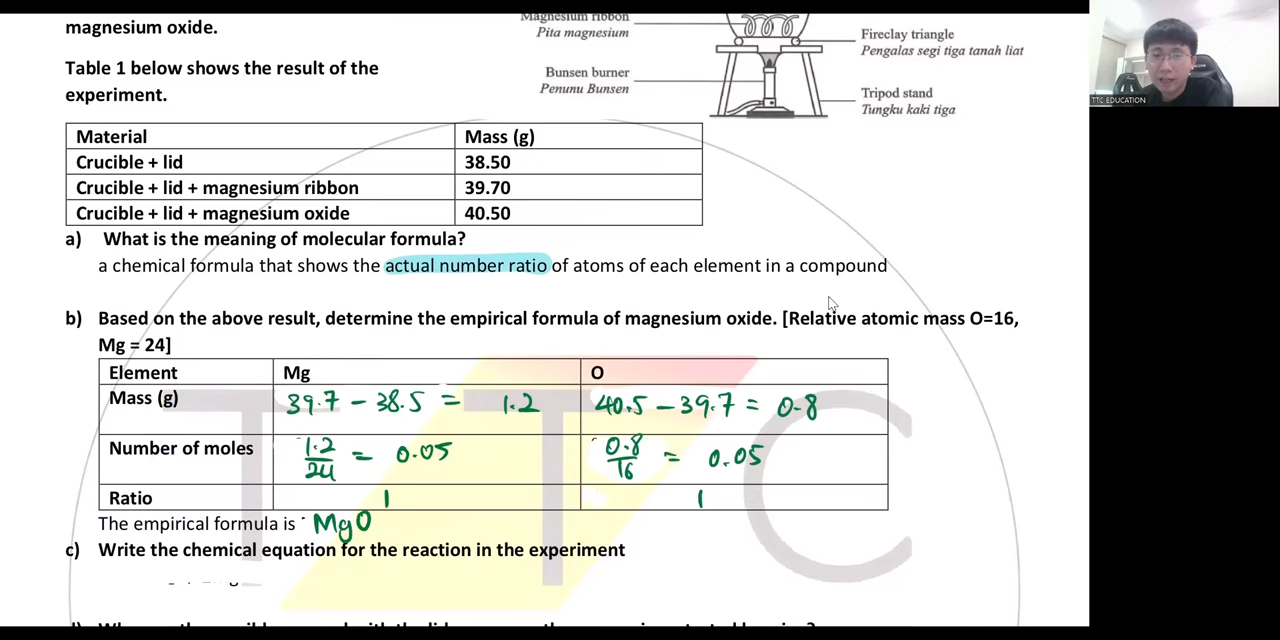 magnesium oxide.
Table 1 below shows the result of the
experiment.
Magnesium ribbon
Pita magnesium
Bunsen burner
Penunu Bunsen
Fireclay triangle
Pengalas segi tiga tanah liat
Tripod stand
Tungku kaki tiga
TTC EDUCATION
Material Mass (g)
Crucible + lid 38.50
Crucible + lid + magnesium ribbon 39.70
Crucible + lid + magnesium oxide 40.50
a) What is the meaning of molecular formula?
a chemical formula that shows the actual number ratio of atoms of each element in a compound
b) Based on the above result, determine the empirical formula of magnesium oxide. [Relative atomic mass O=16,
Mg = 24]
Element Mg O
Mass (g) 39.7 - 38.5 = 1.2 40.5 - 39.7 = 0.8
Number of moles 1.2/24 = 0.05 0.8/16 = 0.05
Ratio 1 1
The empirical formula is MgO
c) Write the chemical equation for the reaction in the experiment
TTC